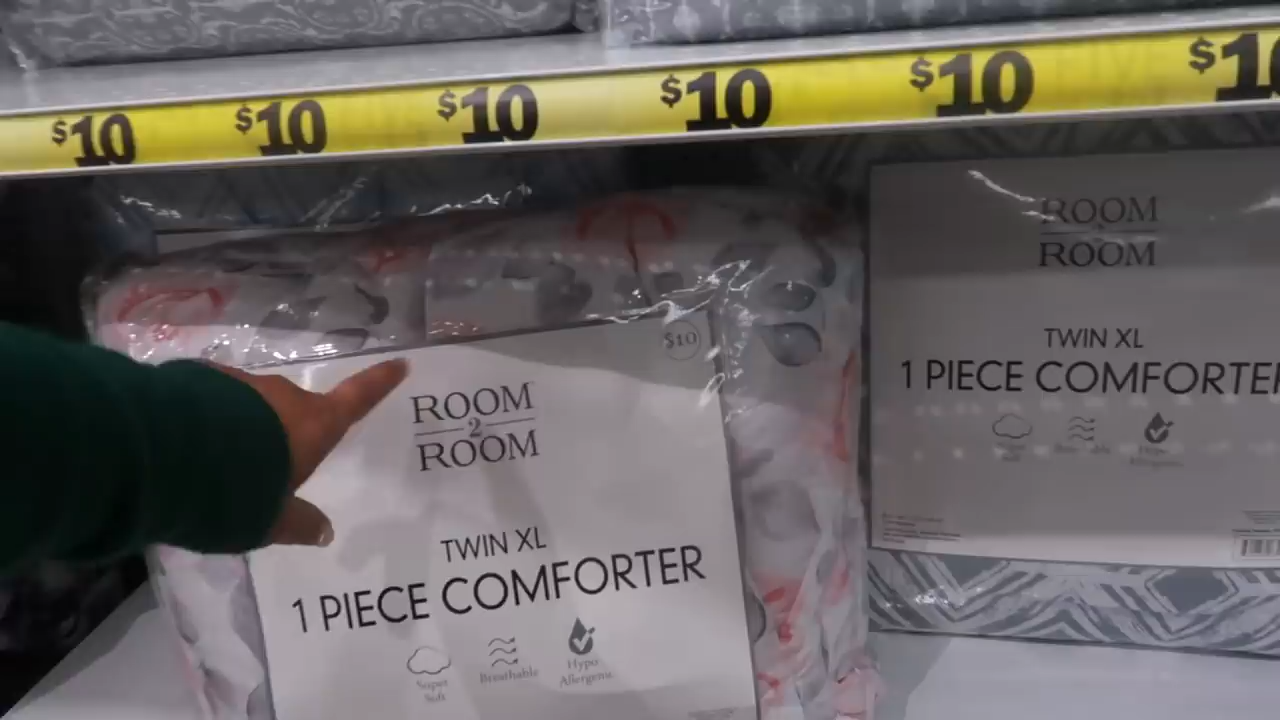 $10 $10 $10 $10 $10 $10
$10
ROOM
2
ROOM
TWIN XL
1 PIECE COMFORTER
Super
Soft
Breathable
Hypo
Allergenic
ROOM
ROOM
TWIN XL
1 PIECE COMFORTER